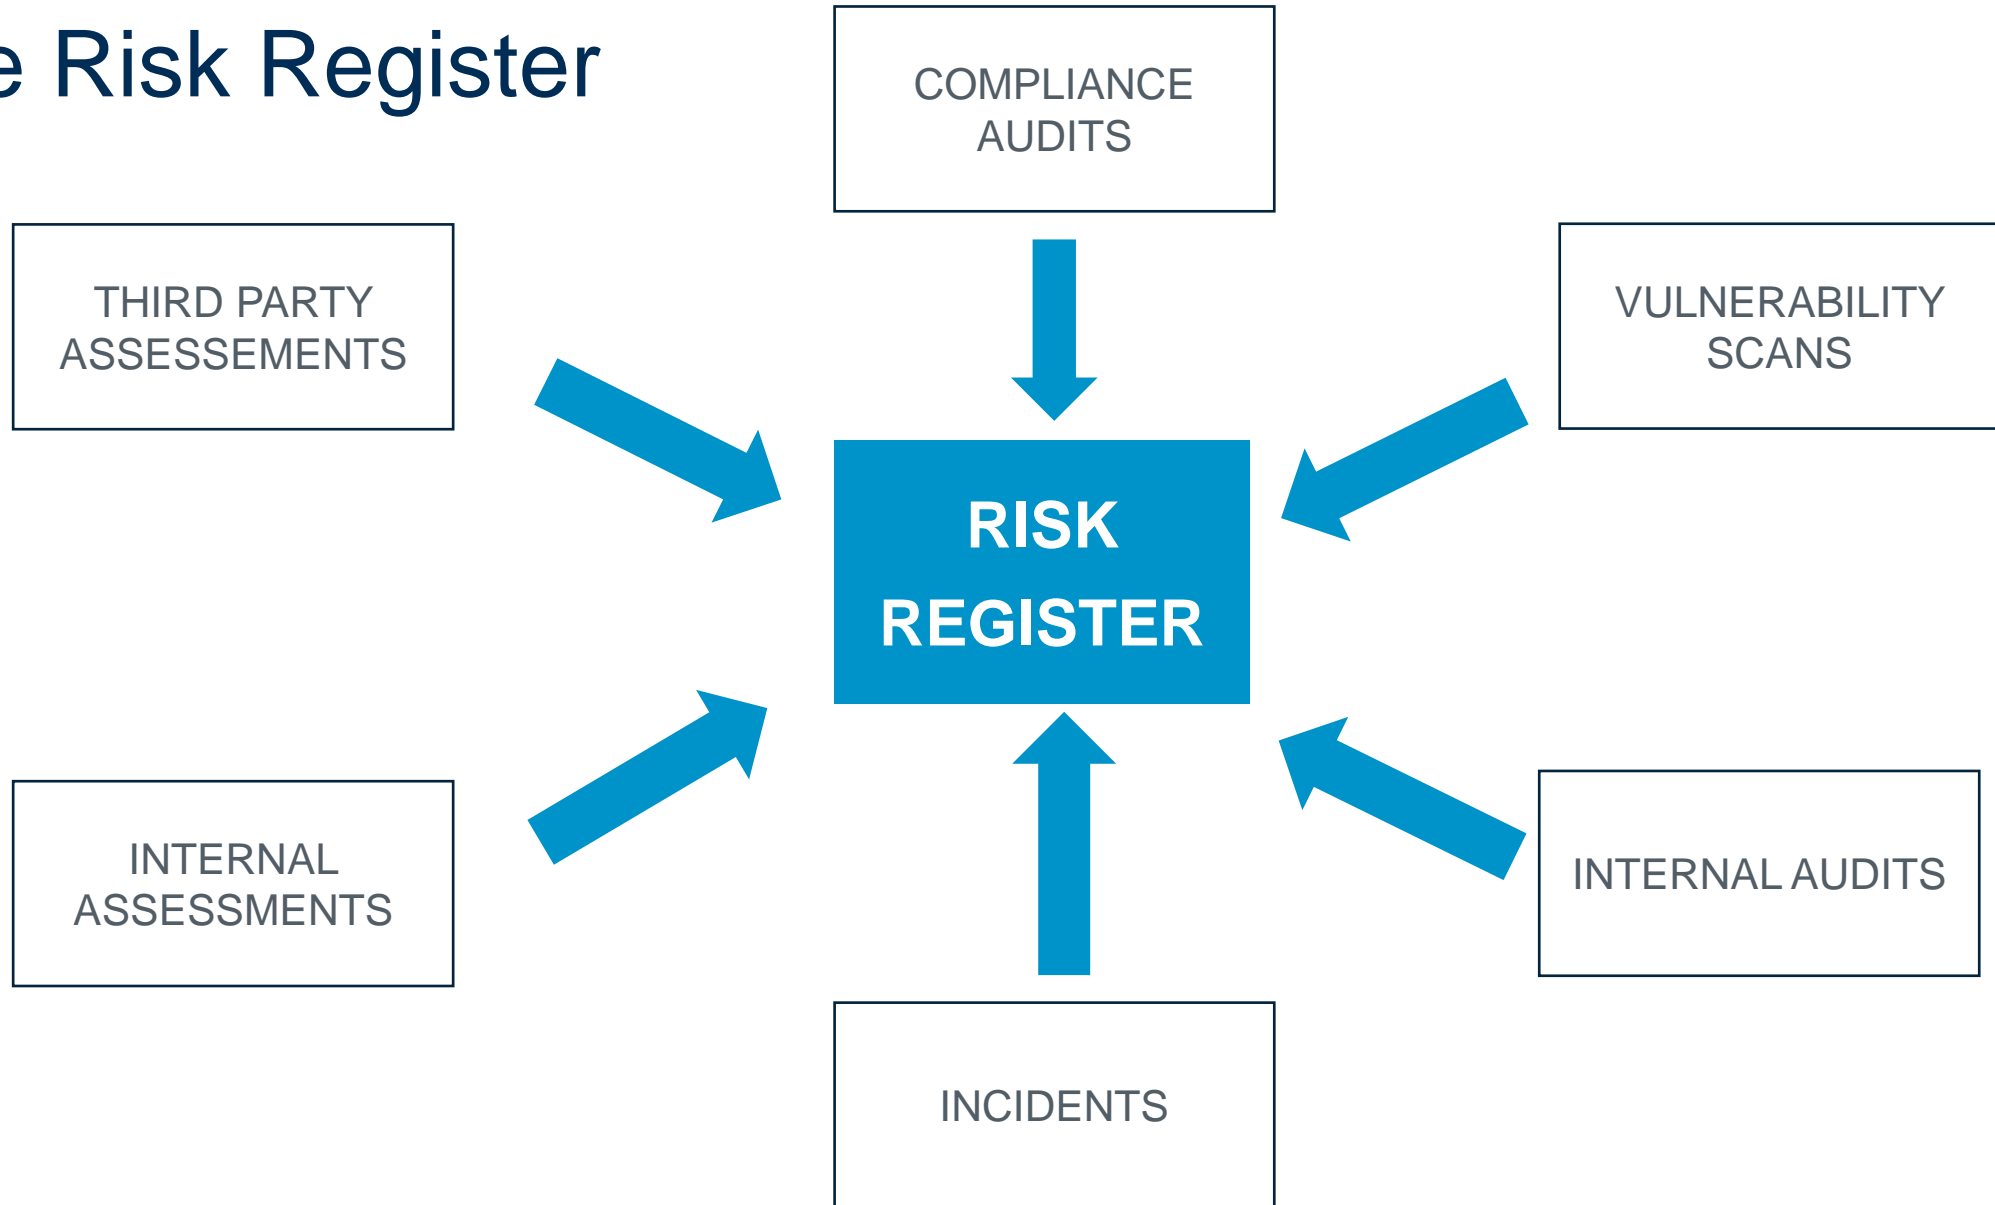 e Risk Register
COMPLIANCE
AUDITS
THIRD PARTY
ASSESSEMENTS
VULNERABILITY
SCANS
RISK
REGISTER
INTERNAL
ASSESSMENTS
INTERNAL AUDITS
INCIDENTS